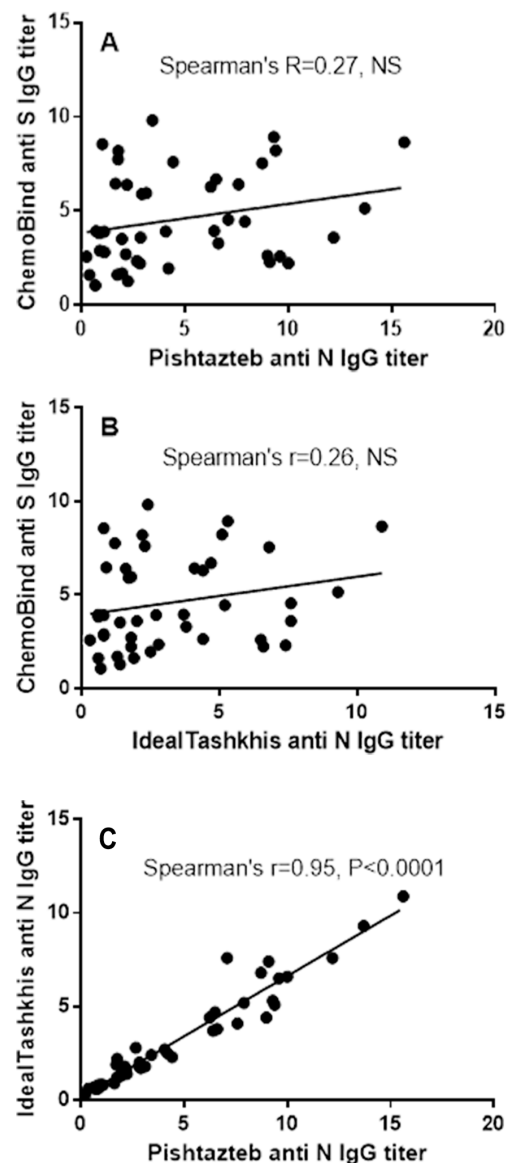 A
Spearman's R=0.27, NS
ChemoBind anti S IgG titer
15
10
5
0
0 5 10 15 20
Pishtazteb anti N IgG titer
B
Spearman's r=0.26, NS
ChemoBind anti S IgG titer
15
10
5
0
0 5 10 15
IdealTashkhis anti N IgG titer
C
Spearman's r=0.95, P<0.0001
IdealTashkhis anti N IgG titer
15
10
5
0
0 5 10 15 20
Pishtazteb anti N IgG titer